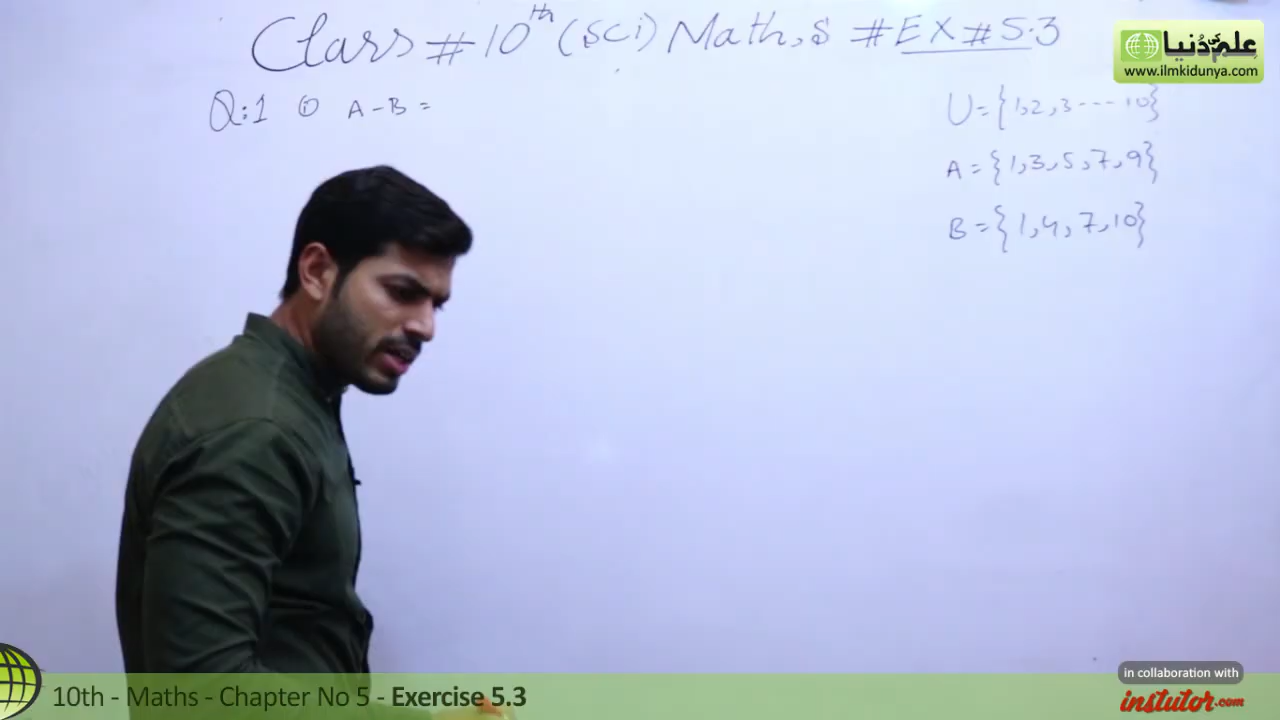 Class # 10th (Sci) Math,s # EX # 5.3
علم کی دُنیا
www.ilmkidunya.com
Q:1 ⓘ A-B =
U={1,2,3---10}
A={1,3,5,7,9}
B={1,4,7,10}
in collaboration with
instutor.com
10th - Maths - Chapter No 5 - Exercise 5.3